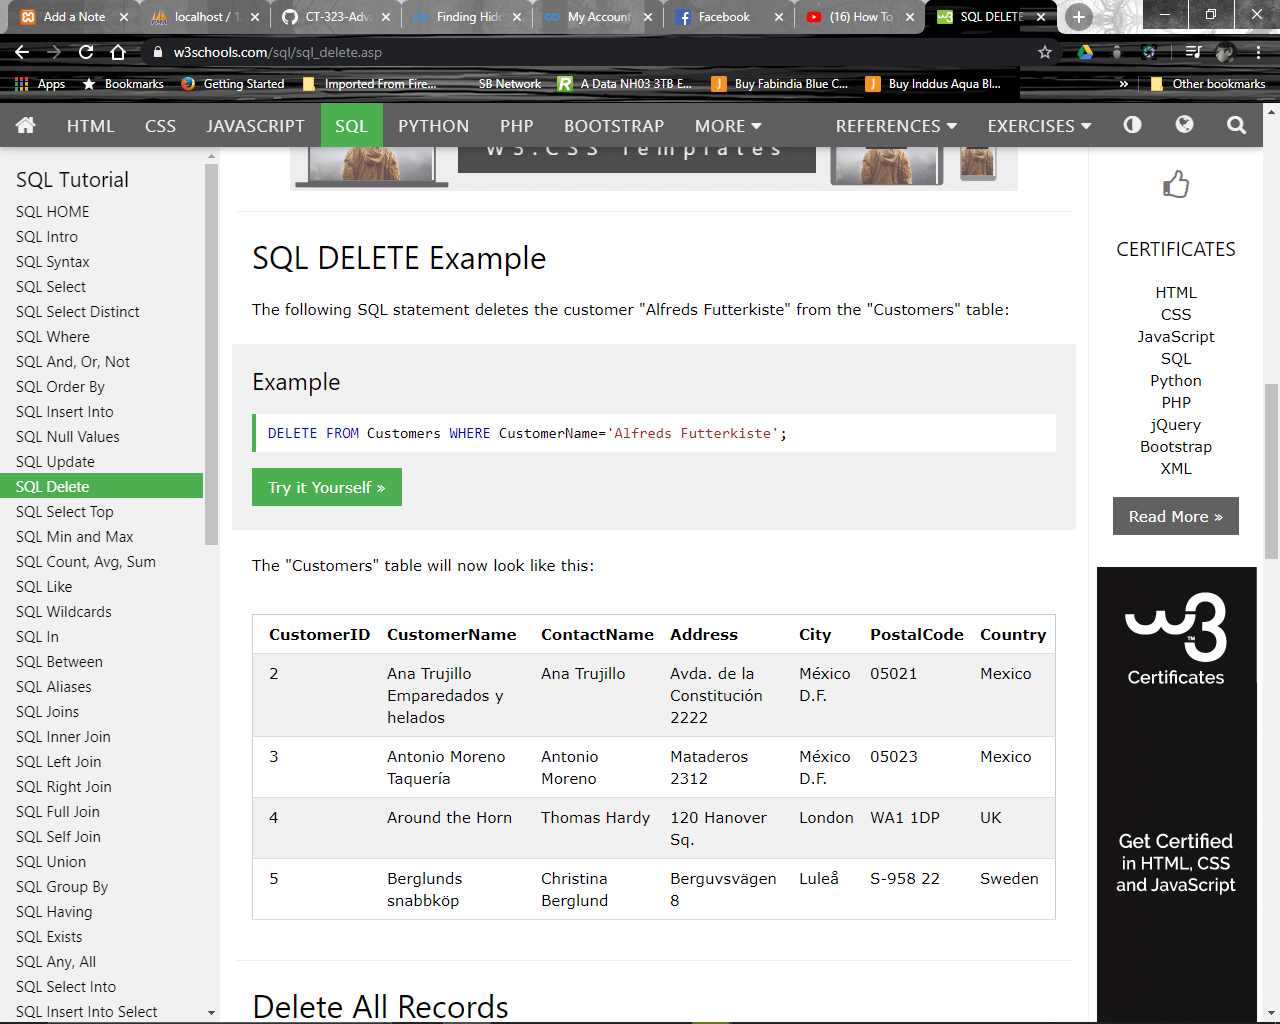 Add a Note
localhost / 1
CT-323-Adva
Finding Hidd
My Account
Facebook
(16) How To
SQL DELETE
w3schools.com/sql/sql_delete.asp
Apps
Bookmarks
Getting Started
Imported From Fire...
SB Network
A Data NH03 3TB E...
Buy Fabindia Blue C...
Buy Inddus Aqua Bl...
»
Other bookmarks
HTML
CSS
JAVASCRIPT
SQL
PYTHON
PHP
BOOTSTRAP
MORE
REFERENCES
EXERCISES
SQL Tutorial
SQL HOME
SQL Intro
SQL Syntax
SQL Select
SQL Select Distinct
SQL Where
SQL And, Or, Not
SQL Order By
SQL Insert Into
SQL Null Values
SQL Update
SQL Delete
SQL Select Top
SQL Min and Max
SQL Count, Avg, Sum
SQL Like
SQL Wildcards
SQL In
SQL Between
SQL Aliases
SQL Joins
SQL Inner Join
SQL Left Join
SQL Right Join
SQL Full Join
SQL Self Join
SQL Union
SQL Group By
SQL Having
SQL Exists
SQL Any, All
SQL Select Into
SQL Insert Into Select
W3.CSS Templates
SQL DELETE Example
The following SQL statement deletes the customer "Alfreds Futterkiste" from the "Customers" table:
Example
DELETE FROM Customers WHERE CustomerName='Alfreds Futterkiste';
Try it Yourself »
The "Customers" table will now look like this:
CustomerID CustomerName ContactName Address City PostalCode Country
2 Ana Trujillo Ana Trujillo Avda. de la México 05021 Mexico
Emparedados y Constitución D.F.
helados 2222
3 Antonio Moreno Antonio Mataderos México 05023 Mexico
Taquería Moreno 2312 D.F.
4 Around the Horn Thomas Hardy 120 Hanover London WA1 1DP UK
Sq.
5 Berglunds Christina Berguvsvägen Luleå S-958 22 Sweden
snabbköp Berglund 8
Delete All Records
CERTIFICATES
HTML
CSS
JavaScript
SQL
Python
PHP
jQuery
Bootstrap
XML
Read More »
w3
™
Certificates
Get Certified
in HTML, CSS
and JavaScript